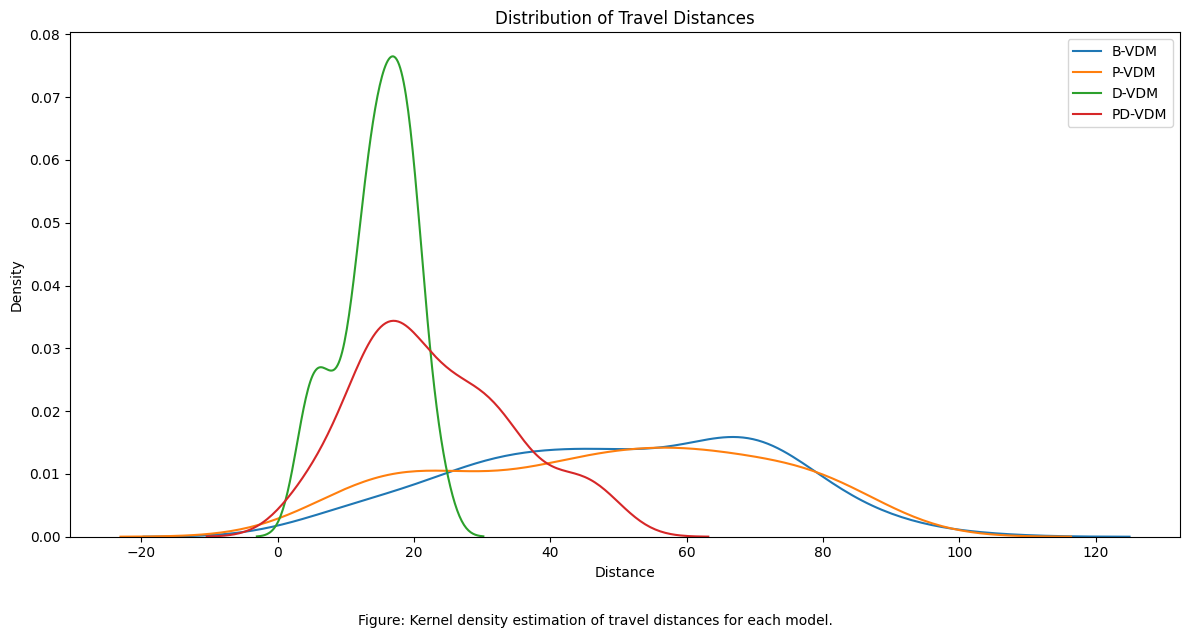 Distribution of Travel Distances
0.08
0.07
0.06
0.05
0.04
0.03
0.02
0.01
0.00
Density
B-VDM
P-VDM
D-VDM
PD-VDM
−20
0
20
40
60
80
100
120
Distance
Figure: Kernel density estimation of travel distances for each model.